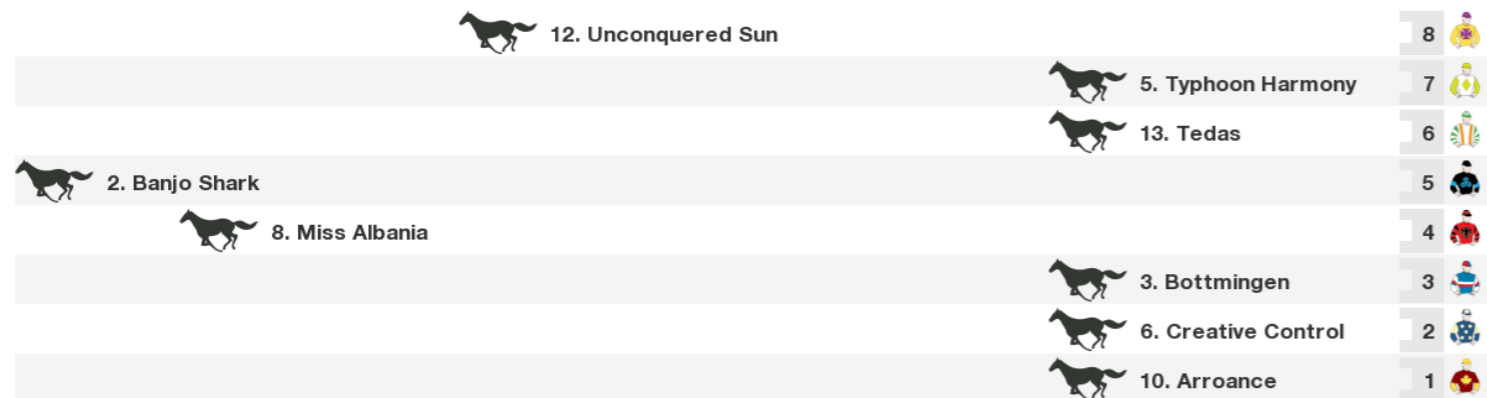 12. Unconquered Sun 8
5. Typhoon Harmony 7
13. Tedas 6
2. Banjo Shark 5
8. Miss Albania 4
3. Bottmingen 3
6. Creative Control 2
10. Arroance 1